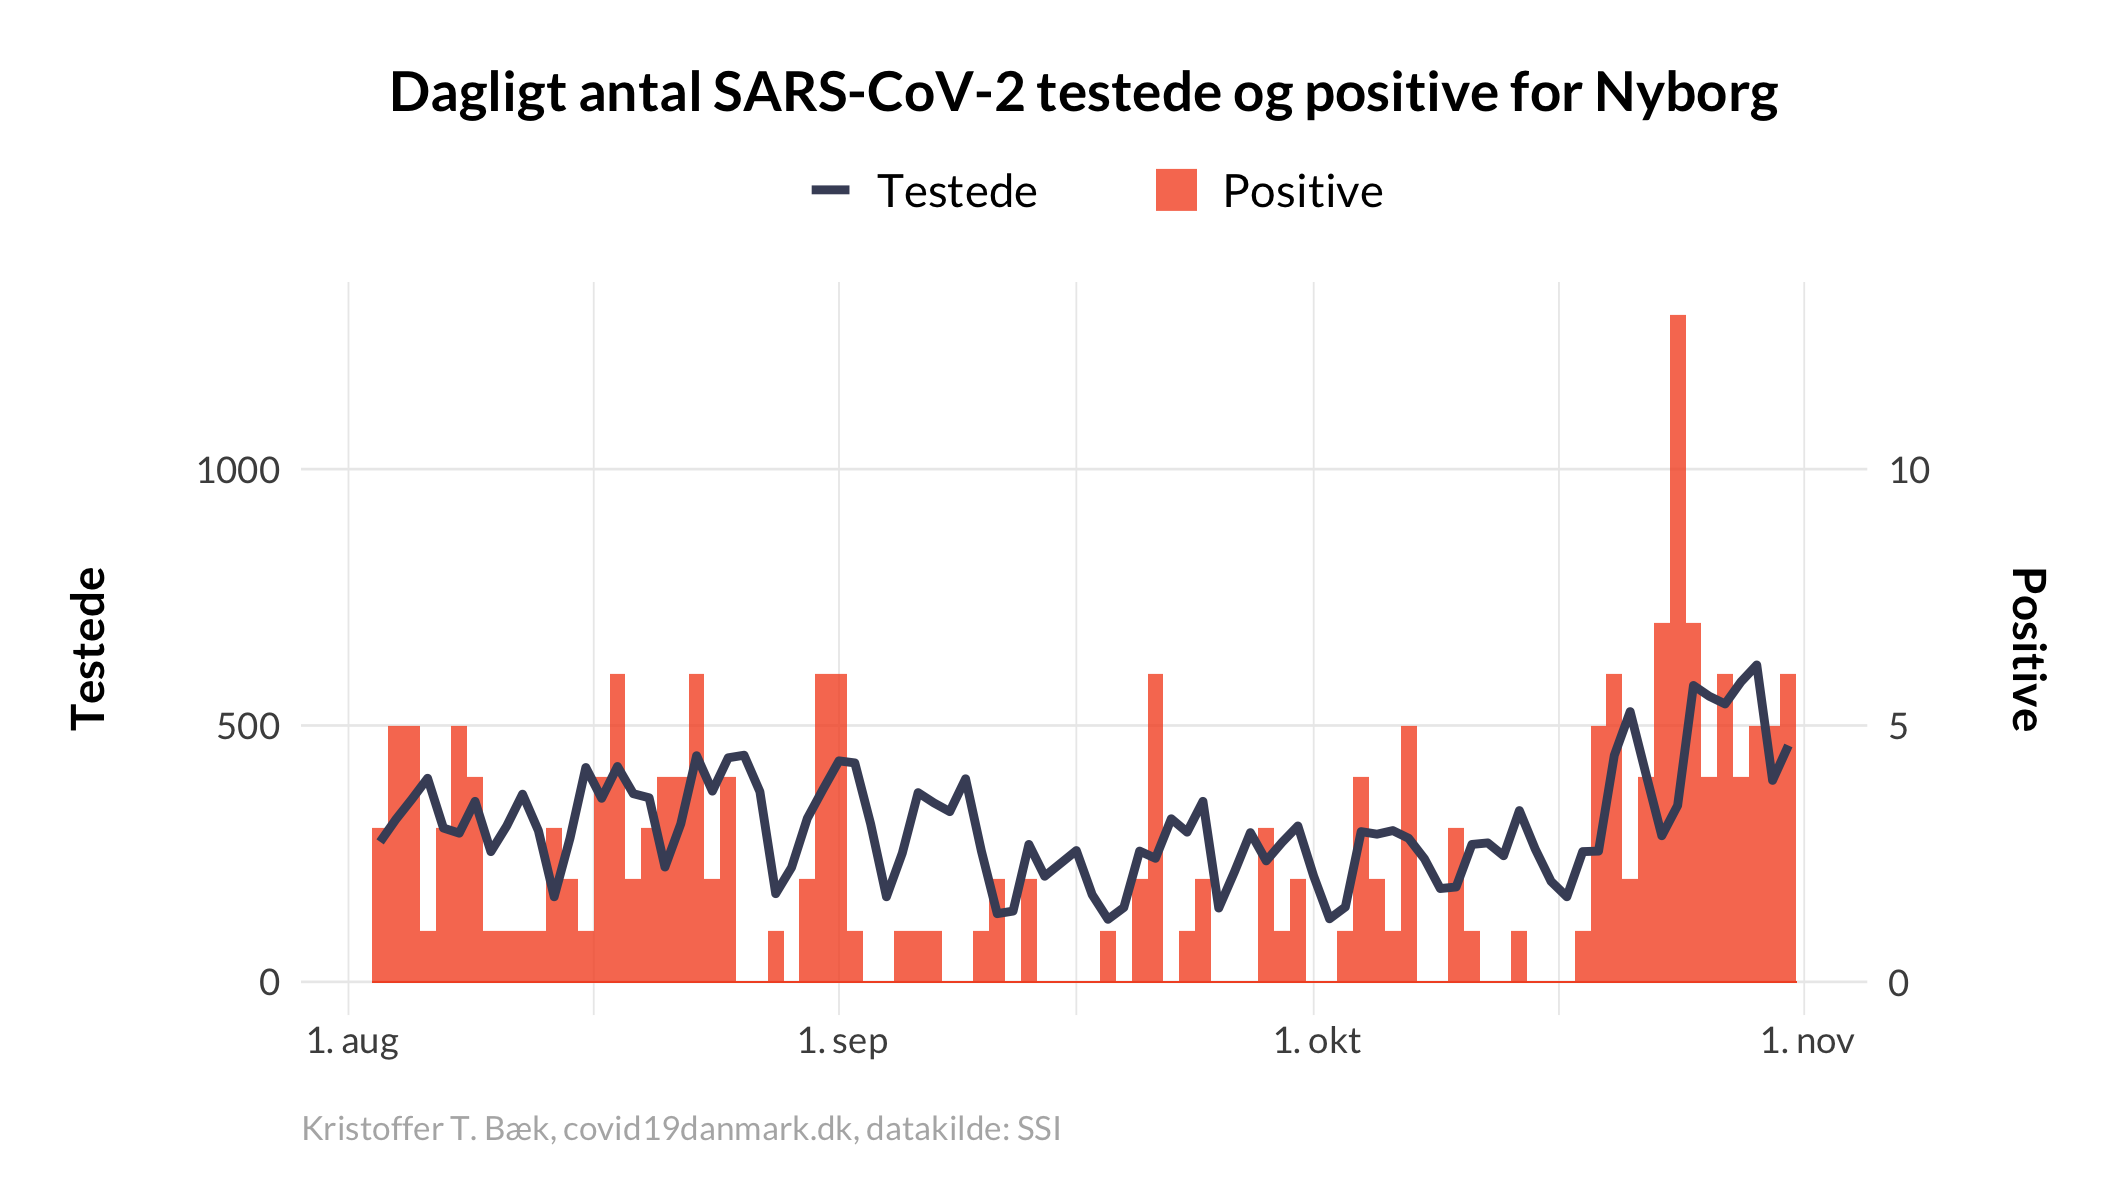 Dagligt antal SARS-CoV-2 testede og positive for Nyborg
Testede
Positive
1000
500
0
10
5
0
Testede
Positive
1. aug
1. sep
1. okt
1. nov
Kristoffer T. Bæk, covid19danmark.dk, datakilde: SSI